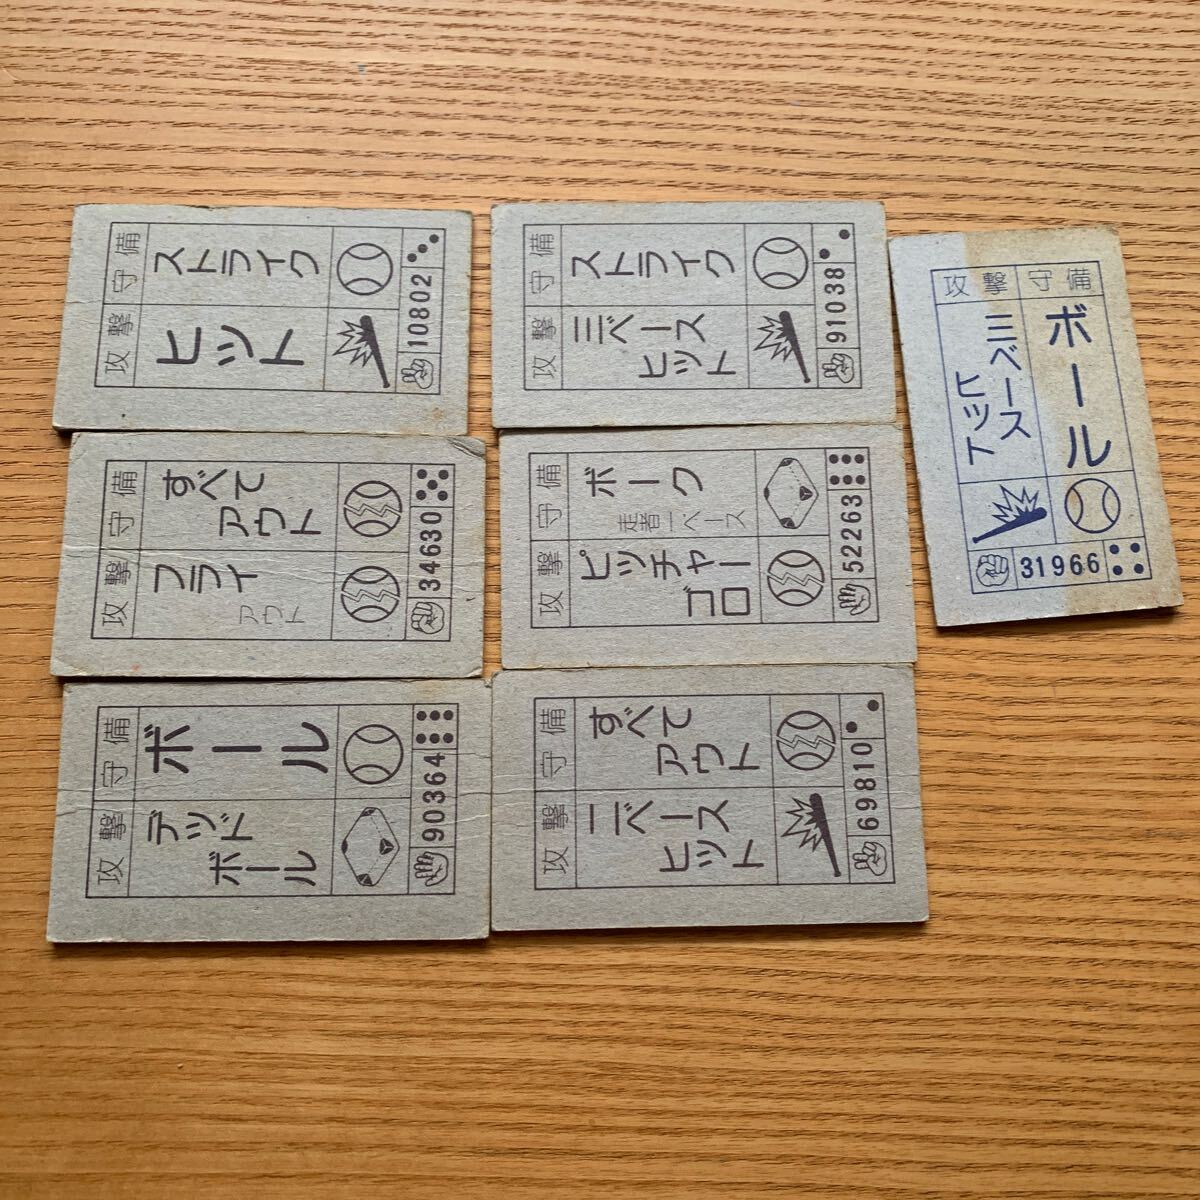 攻撃 守備
ヒット
ストライク
10802
攻撃 守備
三ベース
ヒット
ストライク
91038
攻撃 守備
三ベース
ヒット
ボール
31966
攻撃 守備
フライ
アウト
すべて
アウト
34630
攻撃 守備
ピッチャー
ゴロ
ボーク
走者一ベース
52263
攻撃 守備
デッド
ボール
ボール
90364
攻撃 守備
二ベース
ヒット
すべて
アウト
69810